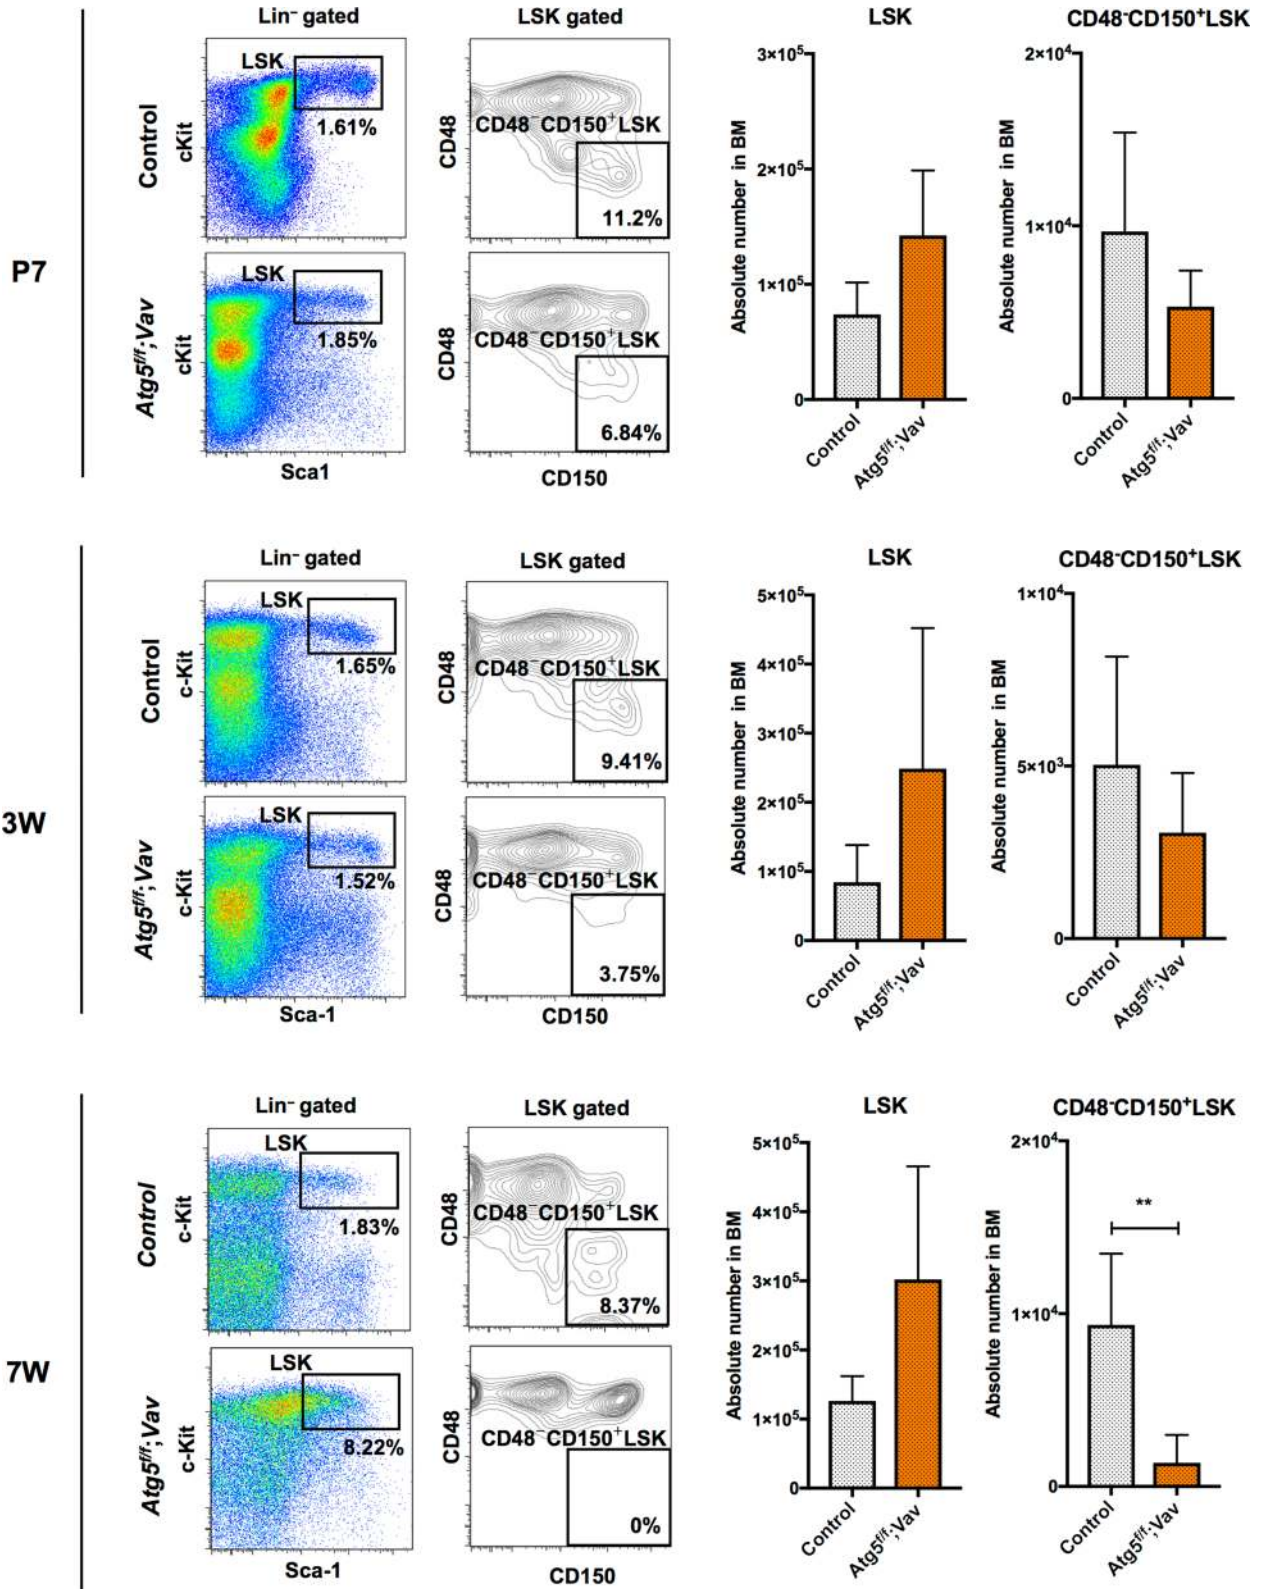 P7
Lin⁻ gated
LSK gated
LSK
CD48⁻CD150⁺LSK
Control
cKit
LSK
1.61%
CD48
CD48⁻CD150⁺LSK
11.2%
Atg5f/f;Vav
cKit
LSK
1.85%
Sca1
CD48
CD48⁻CD150⁺LSK
6.84%
CD150
Absolute number in BM
3×10⁵
2×10⁵
1×10⁵
0
Control
Atg5f/f;Vav
Absolute number in BM
2×10⁴
1×10⁴
0
Control
Atg5f/f;Vav
3W
Lin⁻ gated
LSK gated
LSK
CD48⁻CD150⁺LSK
Control
c-Kit
LSK
1.65%
CD48
CD48⁻CD150⁺LSK
9.41%
Atg5f/f;Vav
c-Kit
LSK
1.52%
Sca-1
CD48
CD48⁻CD150⁺LSK
3.75%
CD150
Absolute number in BM
5×10⁵
4×10⁵
3×10⁵
2×10⁵
1×10⁵
0
Control
Atg5f/f;Vav
Absolute number in BM
1×10⁴
5×10³
0
Control
Atg5f/f;Vav
7W
Lin⁻ gated
LSK gated
LSK
CD48⁻CD150⁺LSK
Control
c-Kit
LSK
1.83%
CD48
CD48⁻CD150⁺LSK
8.37%
Atg5f/f;Vav
c-Kit
LSK
8.22%
Sca-1
CD48
CD48⁻CD150⁺LSK
0%
CD150
Absolute number in BM
5×10⁵
4×10⁵
3×10⁵
2×10⁵
1×10⁵
0
Control
Atg5f/f;Vav
Absolute number in BM
2×10⁴
1×10⁴
0
**
Control
Atg5f/f;Vav